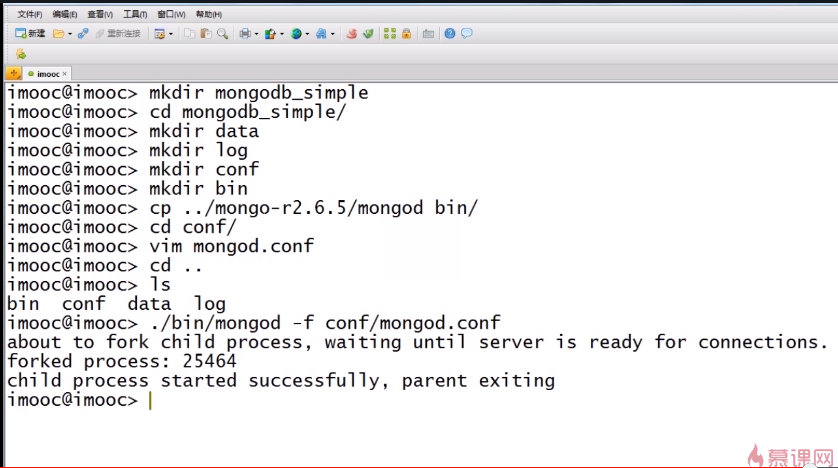 文件(F) 编辑(E) 查看(V) 工具(T) 窗口(W) 帮助(H)
新建 重新连接
imooc ×
imooc@imooc> mkdir mongodb_simple
imooc@imooc> cd mongodb_simple/
imooc@imooc> mkdir data
imooc@imooc> mkdir log
imooc@imooc> mkdir conf
imooc@imooc> mkdir bin
imooc@imooc> cp ../mongo-r2.6.5/mongod bin/
imooc@imooc> cd conf/
imooc@imooc> vim mongod.conf
imooc@imooc> cd ..
imooc@imooc> ls
bin  conf  data  log
imooc@imooc> ./bin/mongod -f conf/mongod.conf
about to fork child process, waiting until server is ready for connections.
forked process: 25464
child process started successfully, parent exiting
imooc@imooc>
慕课网